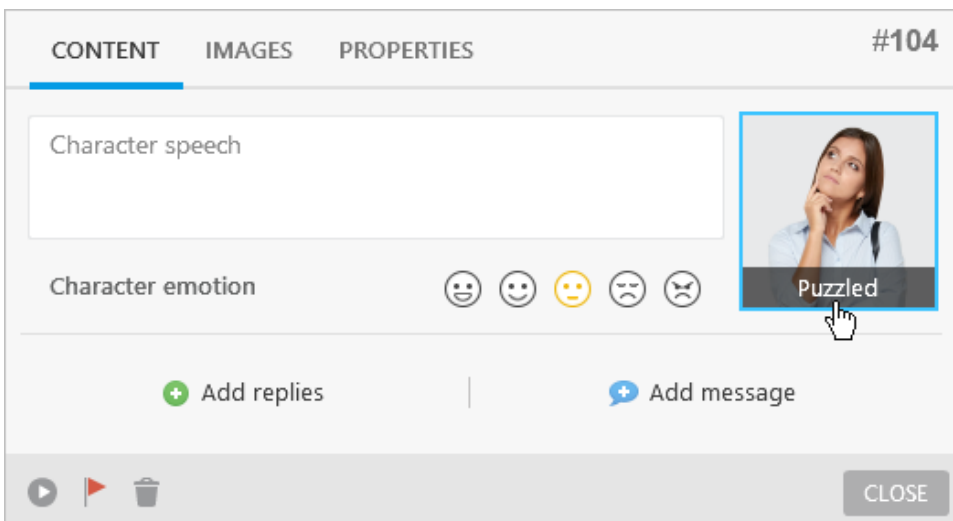 CONTENT IMAGES PROPERTIES #104
Character speech
Character emotion
Puzzled
Add replies Add message
CLOSE